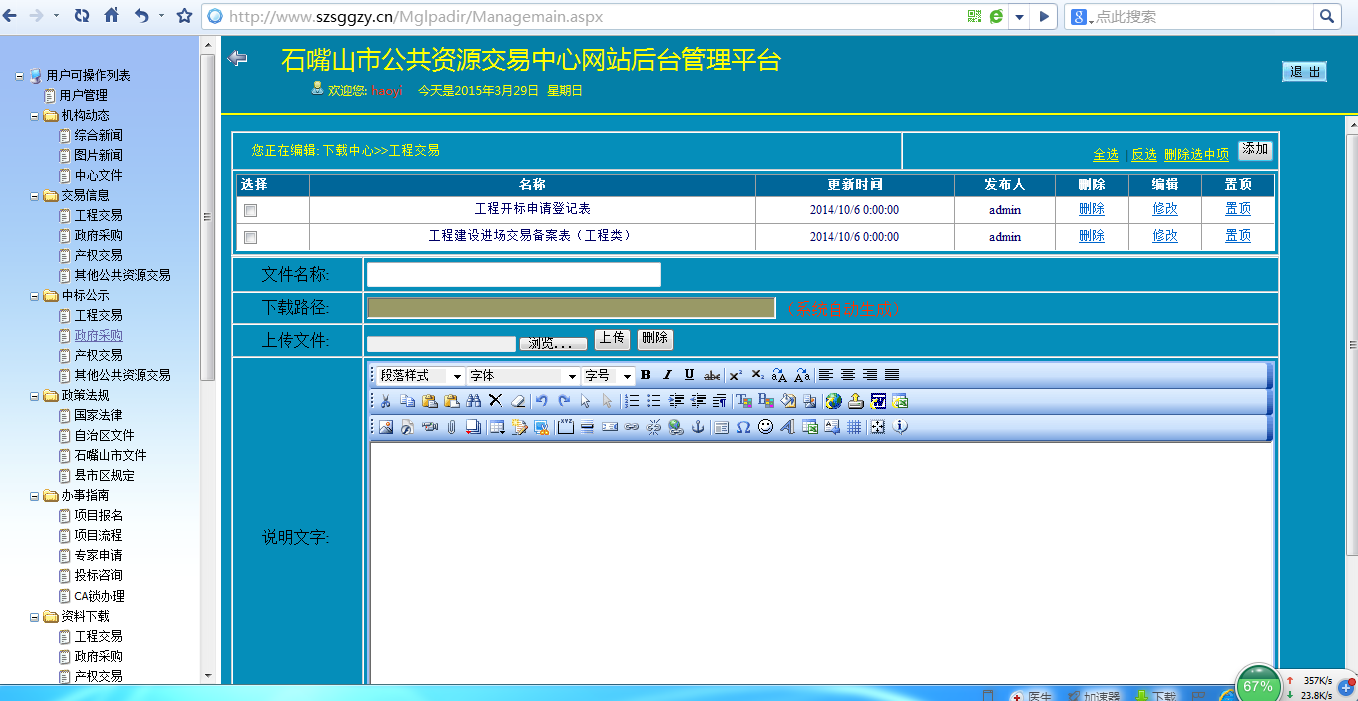 http://www.szsggzy.cn/Mglpadir/Managemain.aspx
点此搜索
用户可操作列表
用户管理
机构动态
综合新闻
图片新闻
中心文件
交易信息
工程交易
政府采购
产权交易
其他公共资源交易
中标公示
工程交易
政府采购
产权交易
其他公共资源交易
政策法规
国家法律
自治区文件
石嘴山市文件
县市区规定
办事指南
项目报名
项目流程
专家申请
投标咨询
CA锁办理
资料下载
工程交易
政府采购
产权交易
石嘴山市公共资源交易中心网站后台管理平台
欢迎您: haoyi 今天是2015年3月29日 星期日
退 出
您正在编辑: 下载中心>>工程交易
全选 | 反选 删除选中项 添加
选择 名称 更新时间 发布人 删除 编辑 置顶
工程开标申请登记表 2014/10/6 0:00:00 admin 删除 修改 置顶
工程建设进场交易备案表（工程类） 2014/10/6 0:00:00 admin 删除 修改 置顶
文件名称:
下载路径:
上传文件: 浏览... 上传 删除
段落样式 字体 字号 B I U abc
说明文字:
医生 加速器 下载
67% 357K/s
23.8K/s